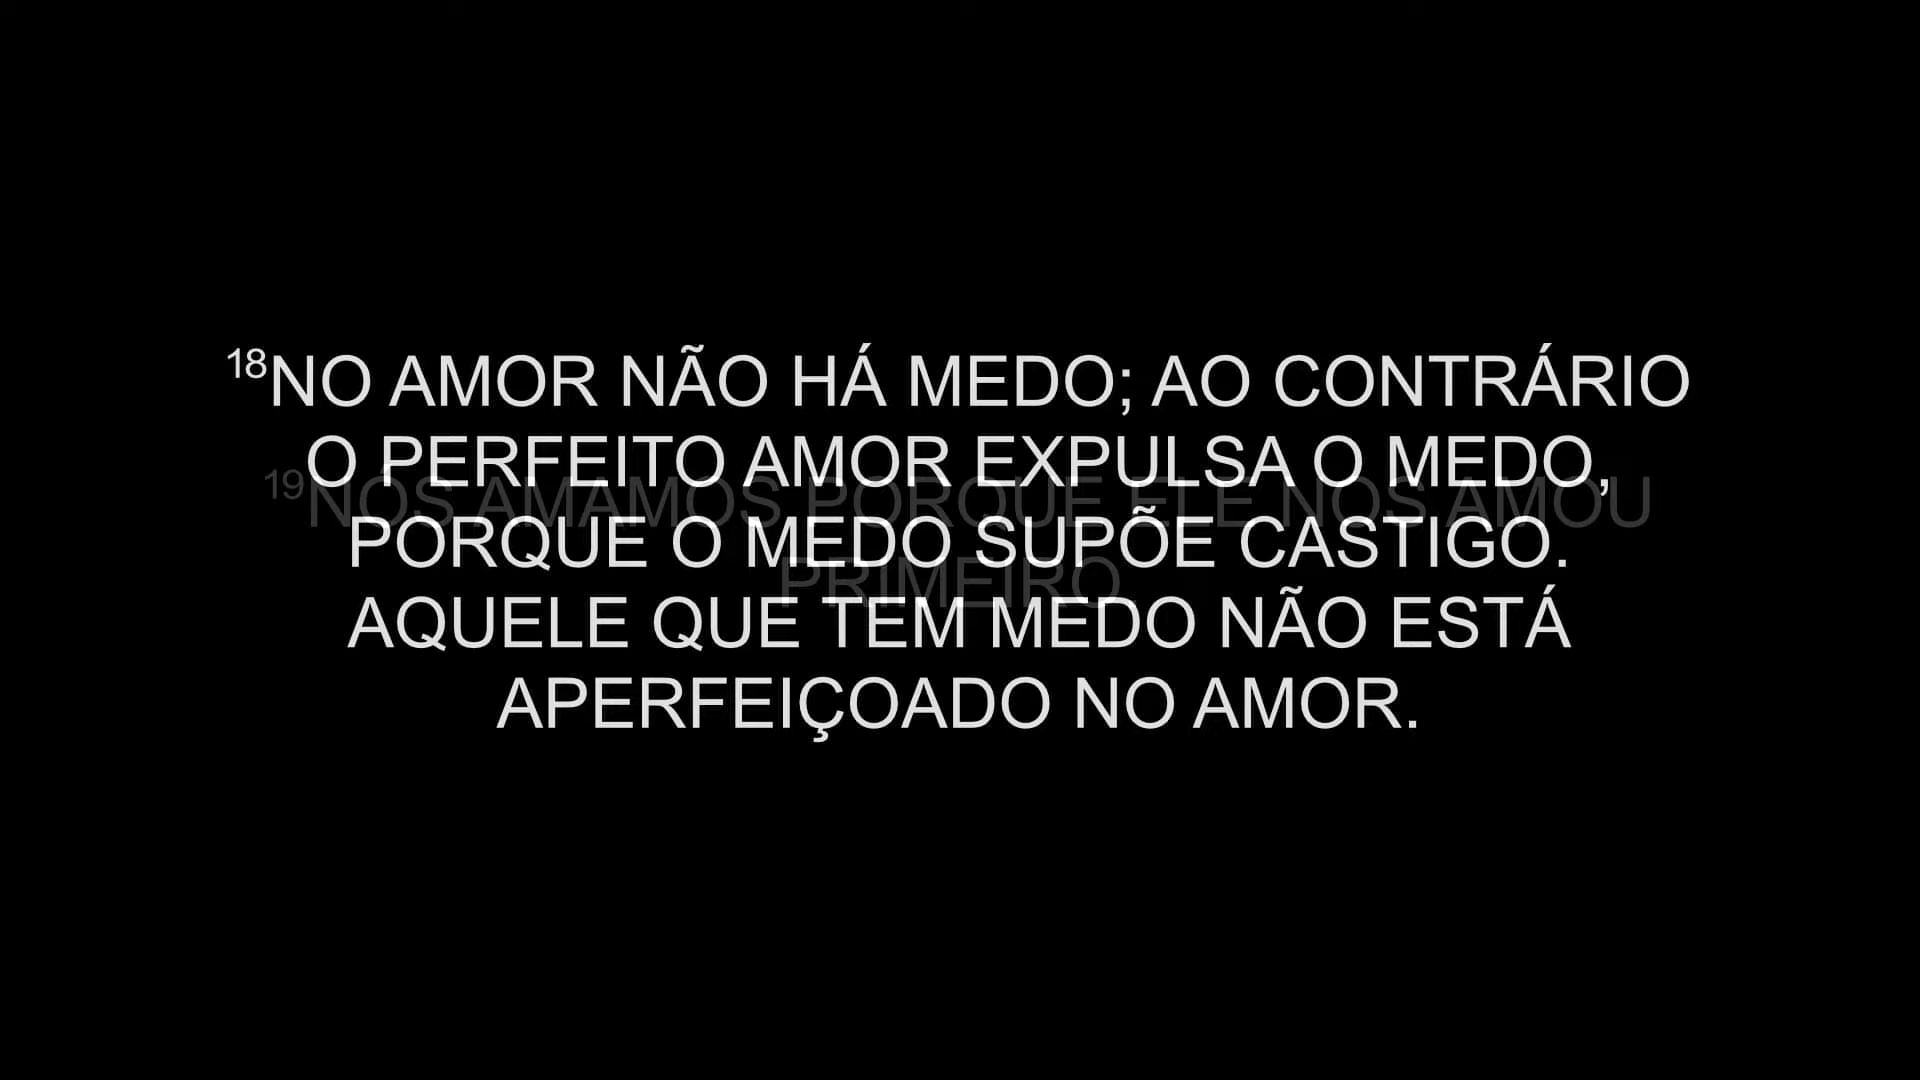 ¹⁸NO AMOR NÃO HÁ MEDO; AO CONTRÁRIO
O PERFEITO AMOR EXPULSA O MEDO,
PORQUE O MEDO SUPÕE CASTIGO.
AQUELE QUE TEM MEDO NÃO ESTÁ
APERFEIÇOADO NO AMOR.
¹⁹NÓS AMAMOS PORQUE ELE NOS AMOU
PRIMEIRO